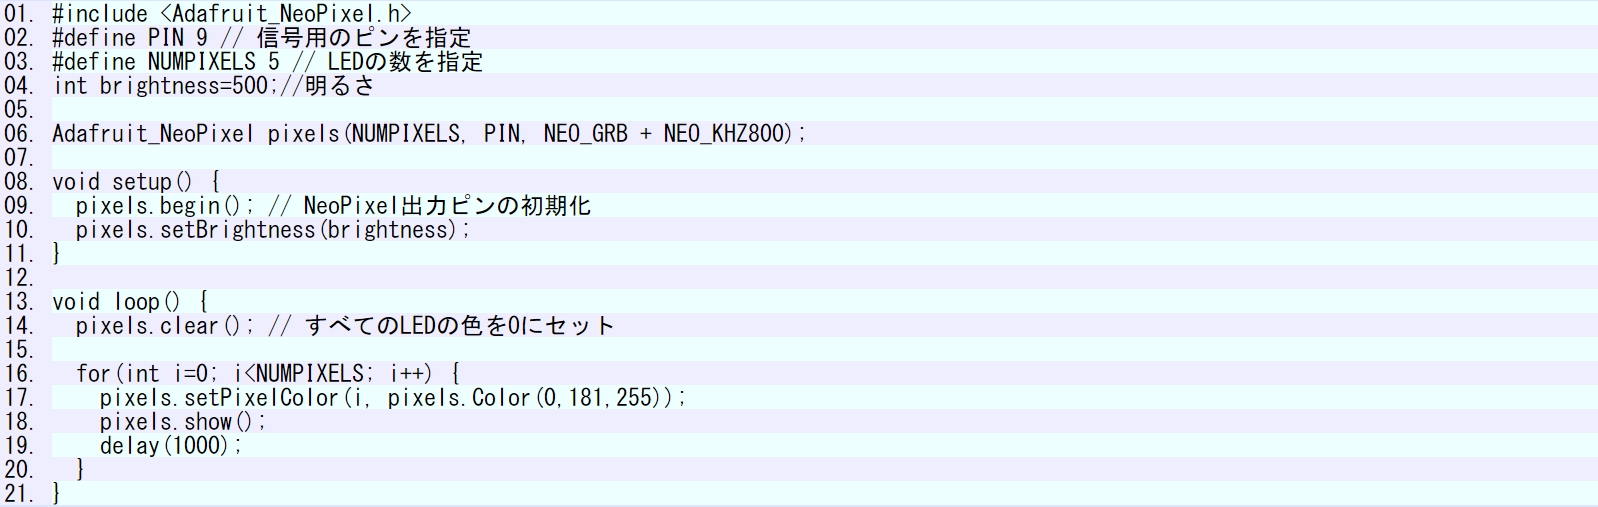 01. #include <Adafruit_NeoPixel.h>
02. #define PIN 9 // 信号用のピンを指定
03. #define NUMPIXELS 5 // LEDの数を指定
04. int brightness=500;//明るさ
05.
06. Adafruit_NeoPixel pixels(NUMPIXELS, PIN, NEO_GRB + NEO_KHZ800);
07.
08. void setup() {
09.   pixels.begin(); // NeoPixel出力ピンの初期化
10.   pixels.setBrightness(brightness);
11. }
12.
13. void loop() {
14.   pixels.clear(); // すべてのLEDの色を0にセット
15.
16.   for(int i=0; i<NUMPIXELS; i++) {
17.     pixels.setPixelColor(i, pixels.Color(0,181,255));
18.     pixels.show();
19.     delay(1000);
20.   }
21. }